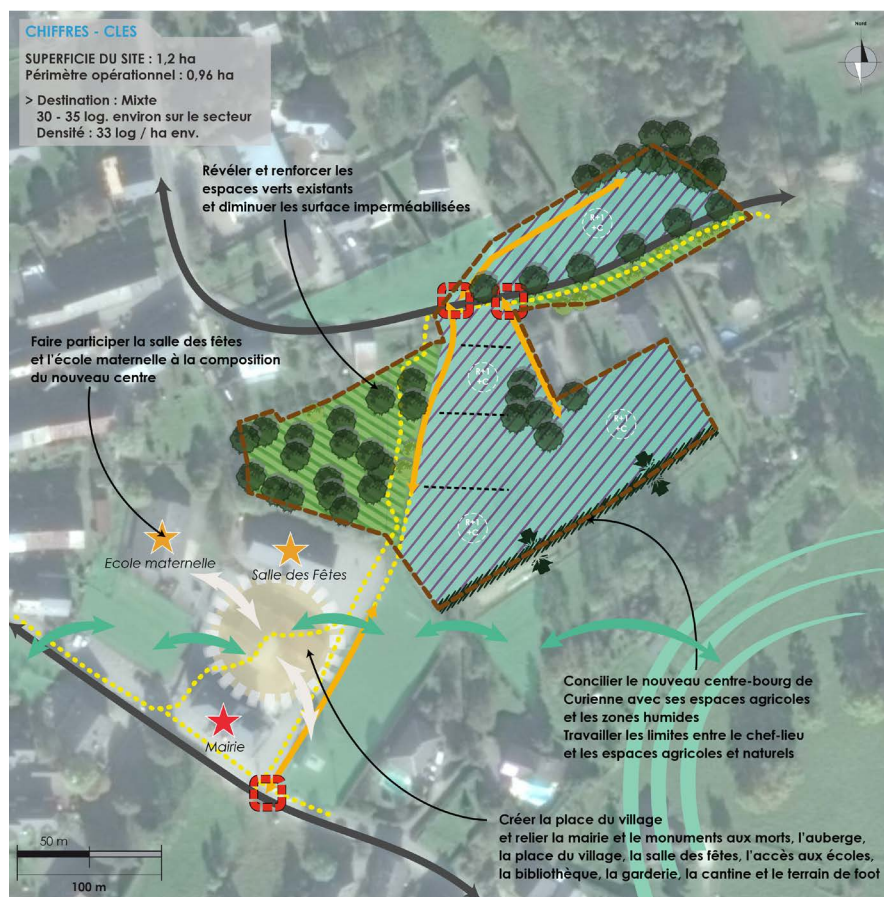 CHIFFRES - CLES
SUPERFICIE DU SITE : 1,2 ha
Périmètre opérationnel : 0,96 ha
> Destination : Mixte
30 - 35 log. environ sur le secteur
Densité : 33 log / ha env.
Nord
Révéler et renforcer les
espaces verts existants
et diminuer les surface imperméabilisées
R+1
+C
Faire participer la salle des fêtes
et l'école maternelle à la composition
du nouveau centre
R+1
+C
R+1
+C
R+1
+C
Ecole maternelle
Salle des Fêtes
Mairie
Concilier le nouveau centre-bourg de
Curienne avec ses espaces agricoles
et les zones humides
Travailler les limites entre le chef-lieu
et les espaces agricoles et naturels
Créer la place du village
et relier la mairie et le monuments aux morts, l'auberge,
la place du village, la salle des fêtes, l'accès aux écoles,
la bibliothèque, la garderie, la cantine et le terrain de foot
50 m
100 m